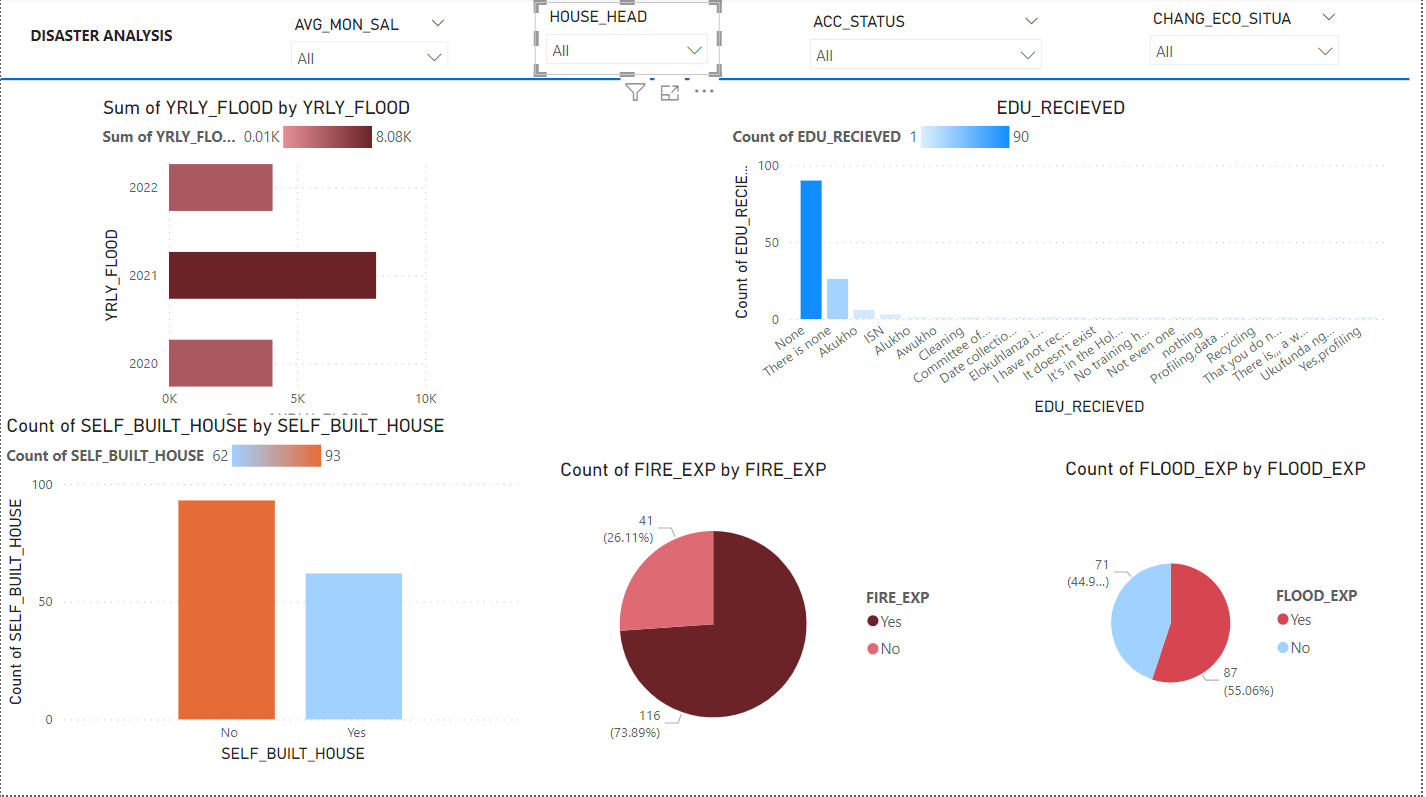 DISASTER ANALYSIS
AVG_MON_SAL
All
HOUSE_HEAD
All
ACC_STATUS
All
CHANG_ECO_SITUA
All
Sum of YRLY_FLOOD by YRLY_FLOOD
Sum of YRLY_FLO... 0.01K 8.08K
YRLY_FLOOD
2022
2021
2020
0K 5K 10K
EDU_RECIEVED
Count of EDU_RECIEVED 1 90
Count of EDU_RECIE...
100
50
0
None
There is none
Akukho
ISN
Alukho
Awukho
Cleaning
Committee of...
Date collectio...
Elokuhlanza i...
I have not rec...
It doesn't exist
It's in the Hol...
No training h...
Not even one
nothing
Profiling,data ...
Recycling
That you do n...
There is,,, a w...
Ukufunda ng...
Yes,profiling
EDU_RECIEVED
Count of SELF_BUILT_HOUSE by SELF_BUILT_HOUSE
Count of SELF_BUILT_HOUSE 62 93
Count of SELF_BUILT_HOUSE
100
50
0
No Yes
SELF_BUILT_HOUSE
Count of FIRE_EXP by FIRE_EXP
41
(26.11%)
116
(73.89%)
FIRE_EXP
Yes
No
Count of FLOOD_EXP by FLOOD_EXP
71
(44.9...)
87
(55.06%)
FLOOD_EXP
Yes
No